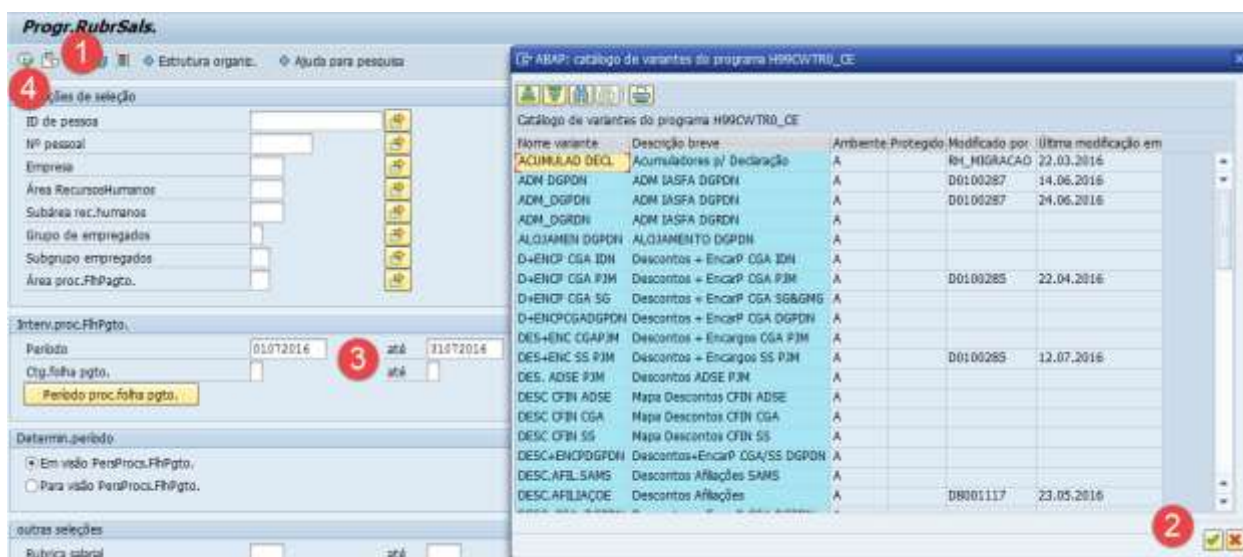 Progr.RubrSals.
1
Estrutura organiz. Ajuda para pesquisa
4
ções de seleção
ID de pessoa
Nº pessoal
Empresa
Área RecursosHumanos
Subárea rec.humanos
Grupo de empregados
Subgrupo empregados
Área proc.FlhPagto.
Interv.proc.FlhPgto.
Período 01072016 3 até 31072016
Ctg.folha pgto. até
Período proc.folha pgto.
Determin.período
Em visão PersProcs.FlhPgto.
Para visão PersProcs.FlhPgto.
outras seleções
Rubrica salarial até
ABAP: catálogo de variantes do programa H99CWTR0_CE
Catálogo de variantes do programa H99CWTR0_CE
Nome variante Descrição breve Ambiente Protegido Modificado por Última modificação em
ACUMULAD DECL Acumuladores p/ Declaração A RH_MIGRACAO 22.03.2016
ADM DGPDN ADM IASFA DGPDN A D0100287 14.06.2016
ADM_DGPDN ADM IASFA DGPDN A D0100287 24.06.2016
ADM_DGRDN ADM IASFA DGRDN A
ALOJAMEN DGPDN ALOJAMENTO DGPDN A
D+ENCP CGA IDN Descontos + EncarP CGA IDN A
D+ENCP CGA PJM Descontos + EncarP CGA PJM A D0100285 22.04.2016
D+ENCP CGA SG Descontos + EncarP CGA SG&GMG A
D+ENCPCGADGPDN Descontos + EncarP CGA DGPDN A
DES+ENC CGAPJM Descontos + Encargos CGA PJM A
DES+ENC SS PJM Descontos + Encargos SS PJM A D0100285 12.07.2016
DES. ADSE PJM Descontos ADSE PJM A
DESC CFIN ADSE Mapa Descontos CFIN ADSE A
DESC CFIN CGA Mapa Descontos CFIN CGA A
DESC CFIN SS Mapa Descontos CFIN SS A
DESC+ENCPDGPDN Descontos+EncarP CGA/SS DGPDN A
DESC.AFIL.SAMS Descontos Afiliações SAMS A
DESC.AFILIAÇOE Descontos Afiliações A D8001117 23.05.2016
2